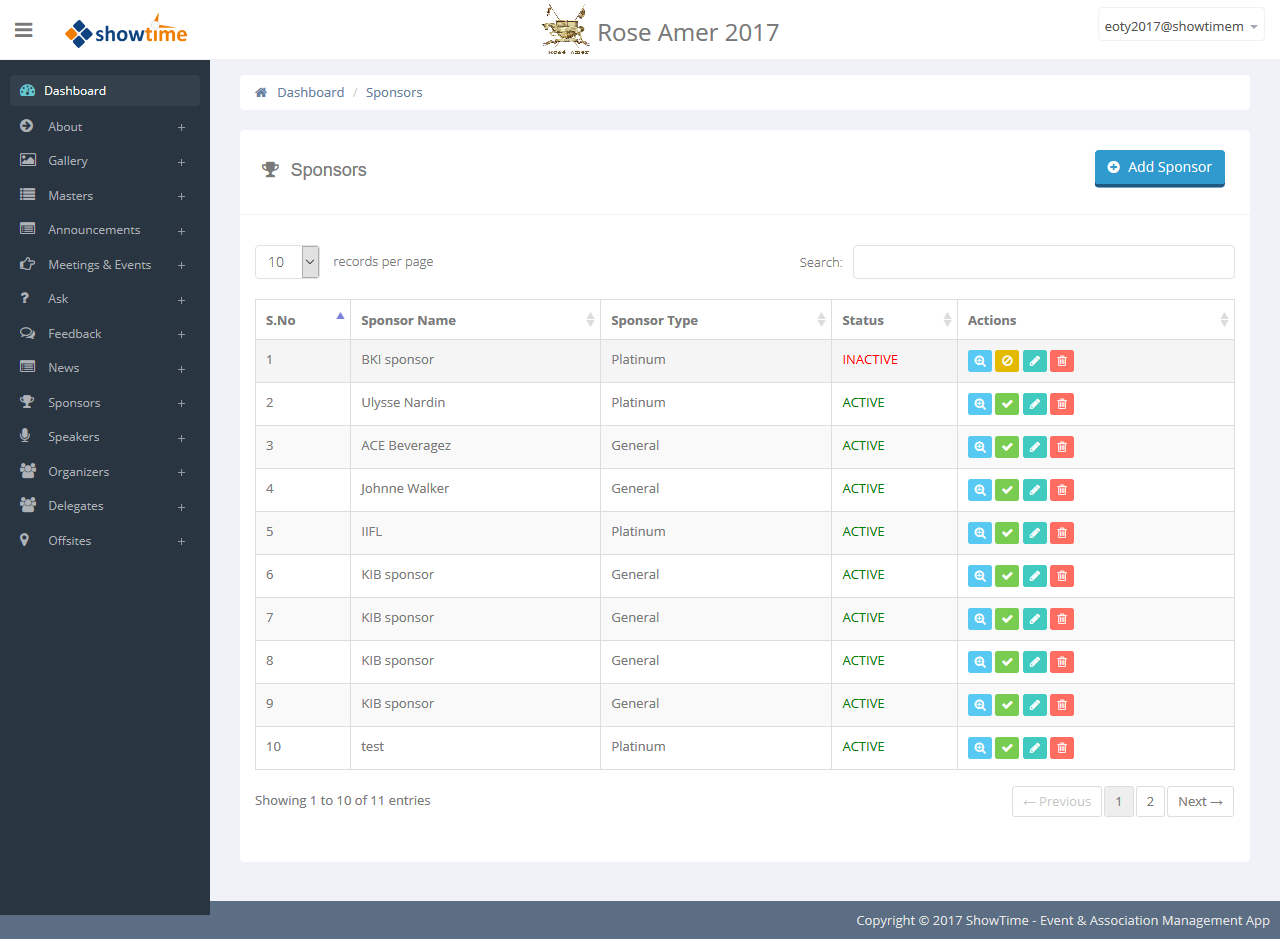 showtime
Rose Amer 2017
eoty2017@showtimem
Dashboard
About +
Gallery +
Masters +
Announcements +
Meetings & Events +
Ask +
Feedback +
News +
Sponsors +
Speakers +
Organizers +
Delegates +
Offsites +
Dashboard / Sponsors
Sponsors
Add Sponsor
10 records per page
Search:
S.No Sponsor Name Sponsor Type Status Actions
1 BKI sponsor Platinum INACTIVE
2 Ulysse Nardin Platinum ACTIVE
3 ACE Beveragez General ACTIVE
4 Johnne Walker General ACTIVE
5 IIFL Platinum ACTIVE
6 KIB sponsor General ACTIVE
7 KIB sponsor General ACTIVE
8 KIB sponsor General ACTIVE
9 KIB sponsor General ACTIVE
10 test Platinum ACTIVE
Showing 1 to 10 of 11 entries
← Previous 1 2 Next →
Copyright © 2017 ShowTime - Event & Association Management App